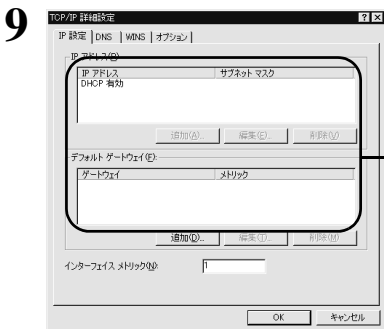 9
TCP/IP 詳細設定
IP 設定 DNS WINS オプション
IP アドレス(R)
IP アドレス サブネット マスク
DHCP 有効
追加(A)... 編集(E)... 削除(V)
デフォルト ゲートウェイ(F):
ゲートウェイ メトリック
追加(D)... 編集(T)... 削除(M)
インターフェイス メトリック(N): 1
OK キャンセル